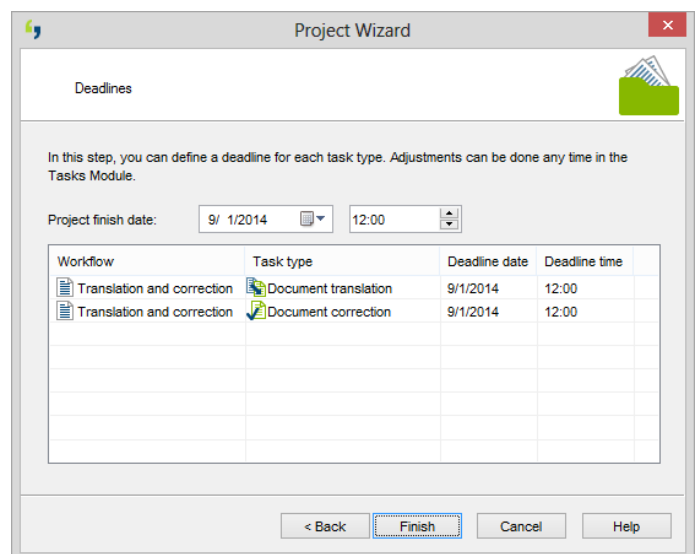 Project Wizard
Deadlines
In this step, you can define a deadline for each task type. Adjustments can be done any time in the
Tasks Module.
Project finish date: 9/ 1/2014 12:00
Workflow Task type Deadline date Deadline time
Translation and correction Document translation 9/1/2014 12:00
Translation and correction Document correction 9/1/2014 12:00
< Back Finish Cancel Help